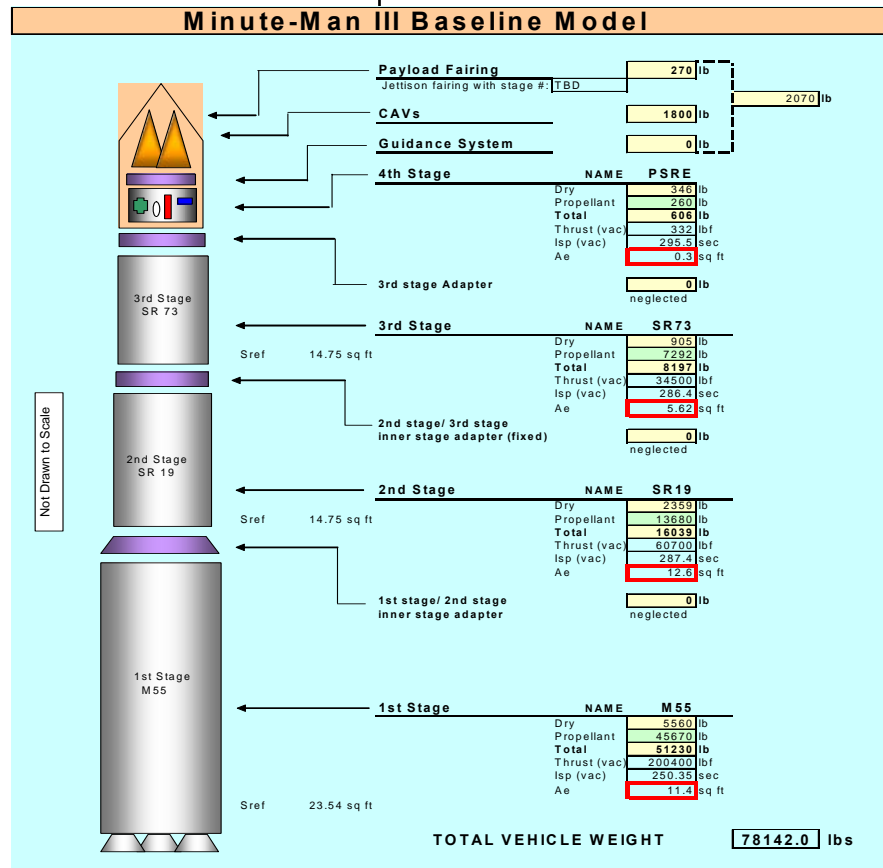 Minute-Man III Baseline Model
Payload Fairing 270 lb
Jettison fairing with stage #: TBD
2070 lb
CAVs 1800 lb
Guidance System 0 lb
4th Stage NAME PSRE
Dry 346 lb
Propellant 260 lb
Total 606 lb
Thrust (vac) 332 lbf
Isp (vac) 295.5 sec
Ae 0.3 sq ft
3rd stage Adapter 0 lb
neglected
3rd Stage
SR 73
3rd Stage NAME SR73
Dry 905 lb
Sref 14.75 sq ft
Propellant 7292 lb
Total 8197 lb
Thrust (vac) 34500 lbf
Isp (vac) 286.4 sec
Ae 5.62 sq ft
2nd stage/ 3rd stage
inner stage adapter (fixed) 0 lb
neglected
Not Drawn to Scale
2nd Stage
SR 19
2nd Stage NAME SR19
Dry 2359 lb
Sref 14.75 sq ft
Propellant 13680 lb
Total 16039 lb
Thrust (vac) 60700 lbf
Isp (vac) 287.4 sec
Ae 12.6 sq ft
1st stage/ 2nd stage 0 lb
inner stage adapter neglected
1st Stage
M55
1st Stage NAME M55
Dry 5560 lb
Propellant 45670 lb
Total 51230 lb
Thrust (vac) 200400 lbf
Isp (vac) 250.35 sec
Ae 11.4 sq ft
Sref 23.54 sq ft
TOTAL VEHICLE WEIGHT 78142.0 lbs